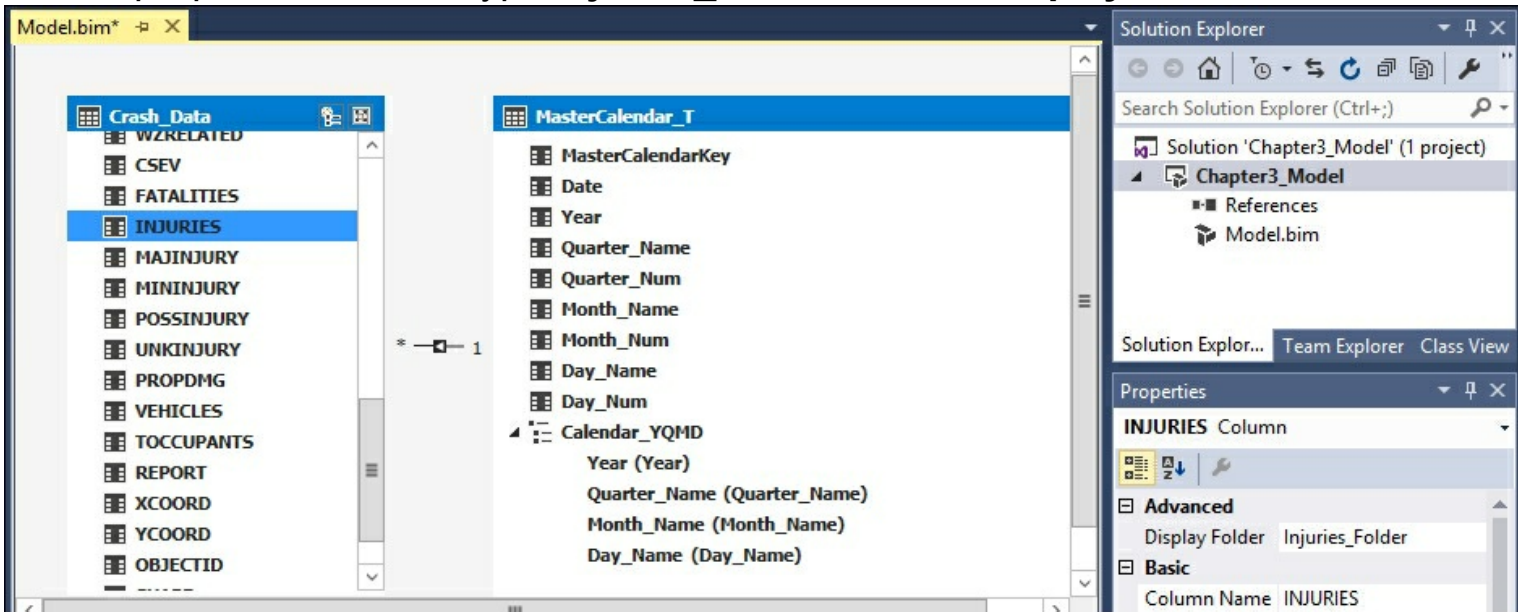 Model.bim*
Crash_Data
WZRELATED
CSEV
FATALITIES
INJURIES
MAJINJURY
MININJURY
POSSINJURY
UNKINJURY
PROPDMG
VEHICLES
TOCCUPANTS
REPORT
XCOORD
YCOORD
OBJECTID
* 1
MasterCalendar_T
MasterCalendarKey
Date
Year
Quarter_Name
Quarter_Num
Month_Name
Month_Num
Day_Name
Day_Num
Calendar_YQMD
Year (Year)
Quarter_Name (Quarter_Name)
Month_Name (Month_Name)
Day_Name (Day_Name)
Solution Explorer
Search Solution Explorer (Ctrl+;)
Solution 'Chapter3_Model' (1 project)
Chapter3_Model
References
Model.bim
Solution Explor... Team Explorer Class View
Properties
INJURIES Column
Advanced
Display Folder Injuries_Folder
Basic
Column Name INJURIES